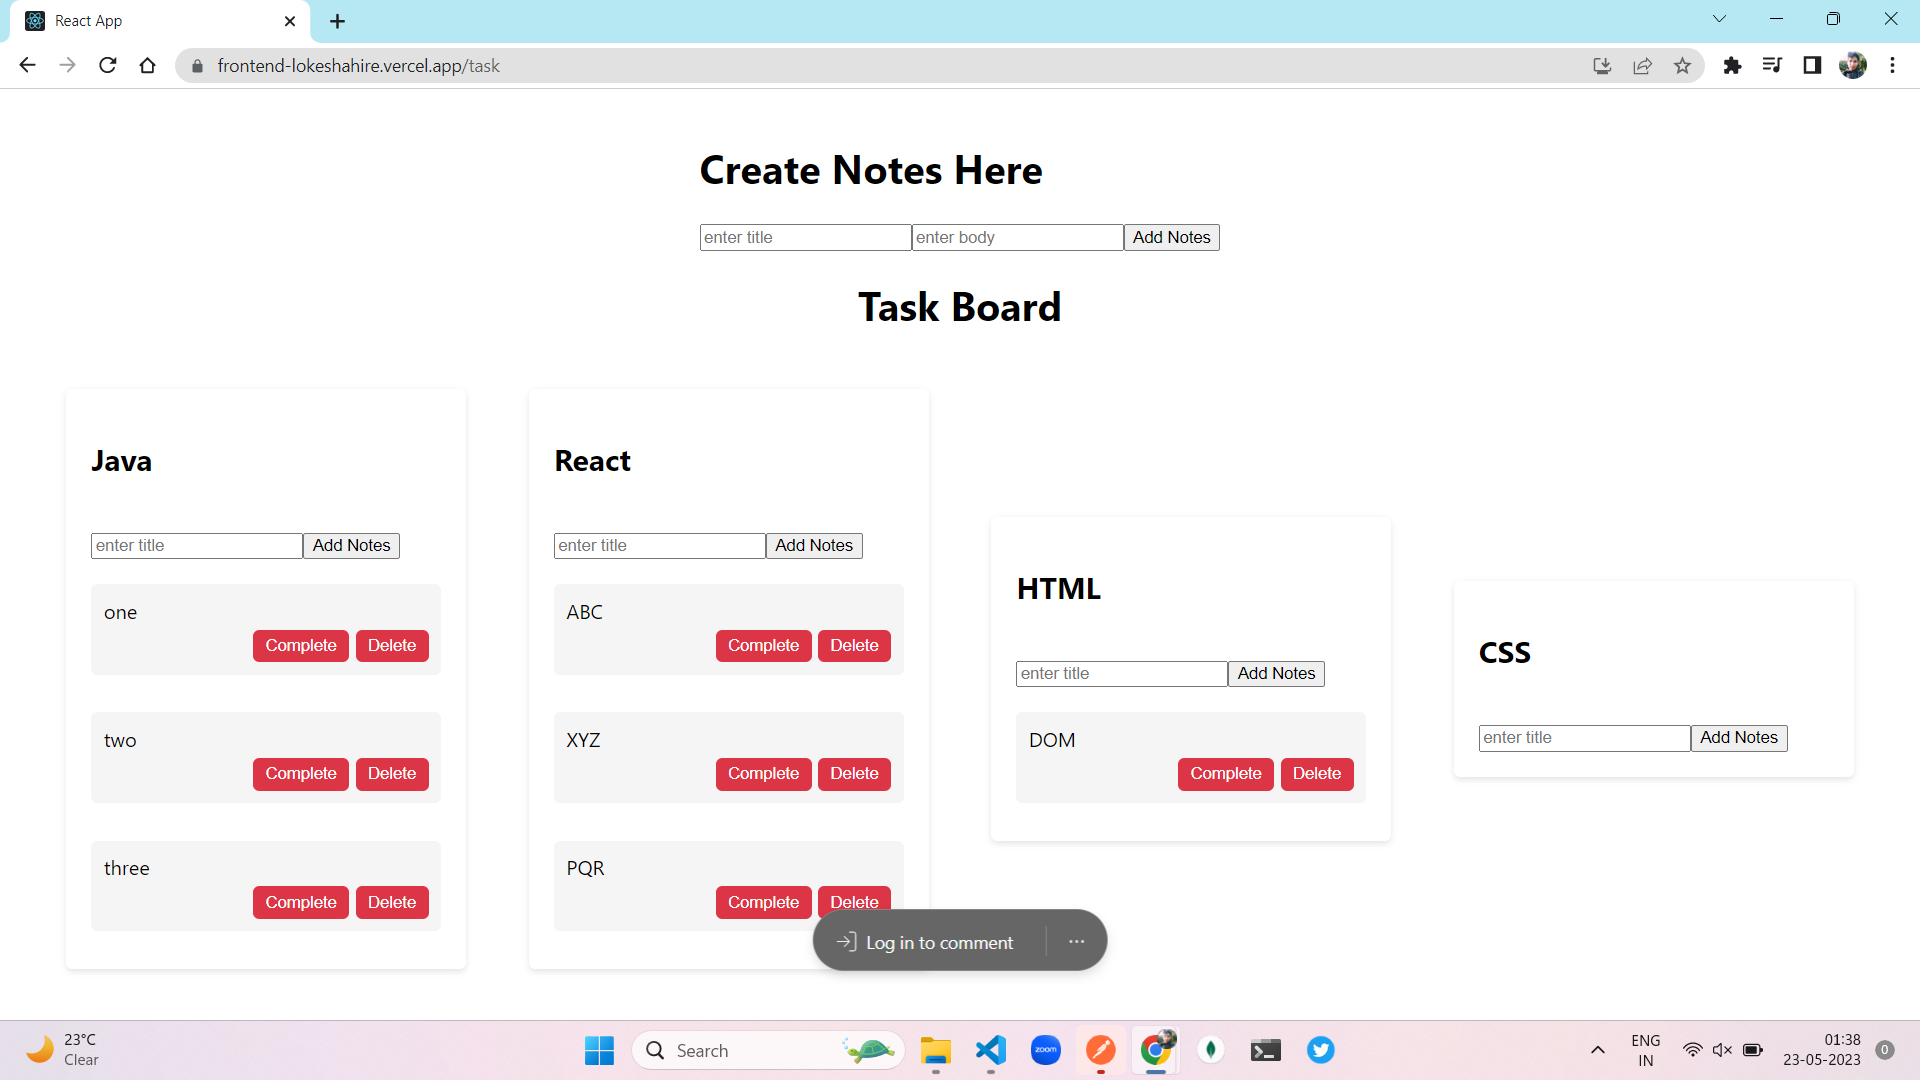 React App
frontend-lokeshahire.vercel.app/task
Create Notes Here
enter title enter body Add Notes
Task Board
Java
enter title Add Notes
one
Complete Delete
two
Complete Delete
three
Complete Delete
React
enter title Add Notes
ABC
Complete Delete
XYZ
Complete Delete
PQR
Complete Delete
HTML
enter title Add Notes
DOM
Complete Delete
CSS
enter title Add Notes
Log in to comment
23°C
Clear
Search
zoom
ENG
IN
01:38
23-05-2023
0